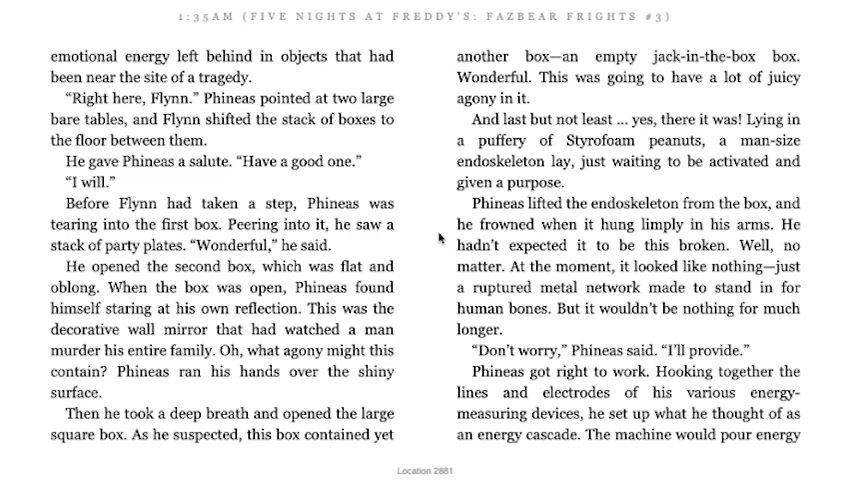 1:35AM (FIVE NIGHTS AT FREDDY'S: FAZBEAR FRIGHTS #3)
emotional energy left behind in objects that had
been near the site of a tragedy.
“Right here, Flynn.” Phineas pointed at two large
bare tables, and Flynn shifted the stack of boxes to
the floor between them.
He gave Phineas a salute. “Have a good one.”
“I will.”
Before Flynn had taken a step, Phineas was
tearing into the first box. Peering into it, he saw a
stack of party plates. “Wonderful,” he said.
He opened the second box, which was flat and
oblong. When the box was open, Phineas found
himself staring at his own reflection. This was the
decorative wall mirror that had watched a man
murder his entire family. Oh, what agony might this
contain? Phineas ran his hands over the shiny
surface.
Then he took a deep breath and opened the large
square box. As he suspected, this box contained yet
another box—an empty jack-in-the-box box.
Wonderful. This was going to have a lot of juicy
agony in it.
And last but not least ... yes, there it was! Lying in
a puffery of Styrofoam peanuts, a man-size
endoskeleton lay, just waiting to be activated and
given a purpose.
Phineas lifted the endoskeleton from the box, and
he frowned when it hung limply in his arms. He
hadn’t expected it to be this broken. Well, no
matter. At the moment, it looked like nothing—just
a ruptured metal network made to stand in for
human bones. But it wouldn’t be nothing for much
longer.
“Don’t worry,” Phineas said. “I’ll provide.”
Phineas got right to work. Hooking together the
lines and electrodes of his various energy-
measuring devices, he set up what he thought of as
an energy cascade. The machine would pour energy
Location 2881